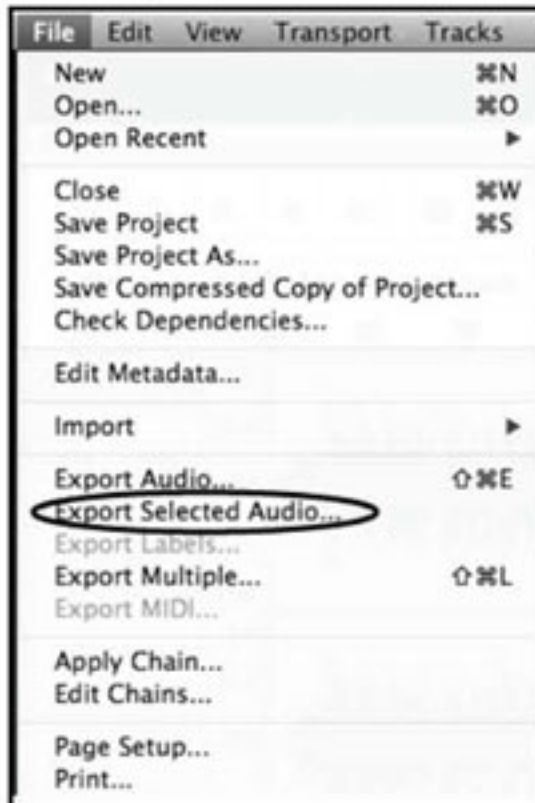 File Edit View Transport Tracks
New ⌘N
Open... ⌘O
Open Recent ▶
Close ⌘W
Save Project ⌘S
Save Project As...
Save Compressed Copy of Project...
Check Dependencies...
Edit Metadata...
Import ▶
Export Audio... ⇧⌘E
Export Selected Audio...
Export Labels...
Export Multiple... ⇧⌘L
Export MIDI...
Apply Chain...
Edit Chains...
Page Setup...
Print...